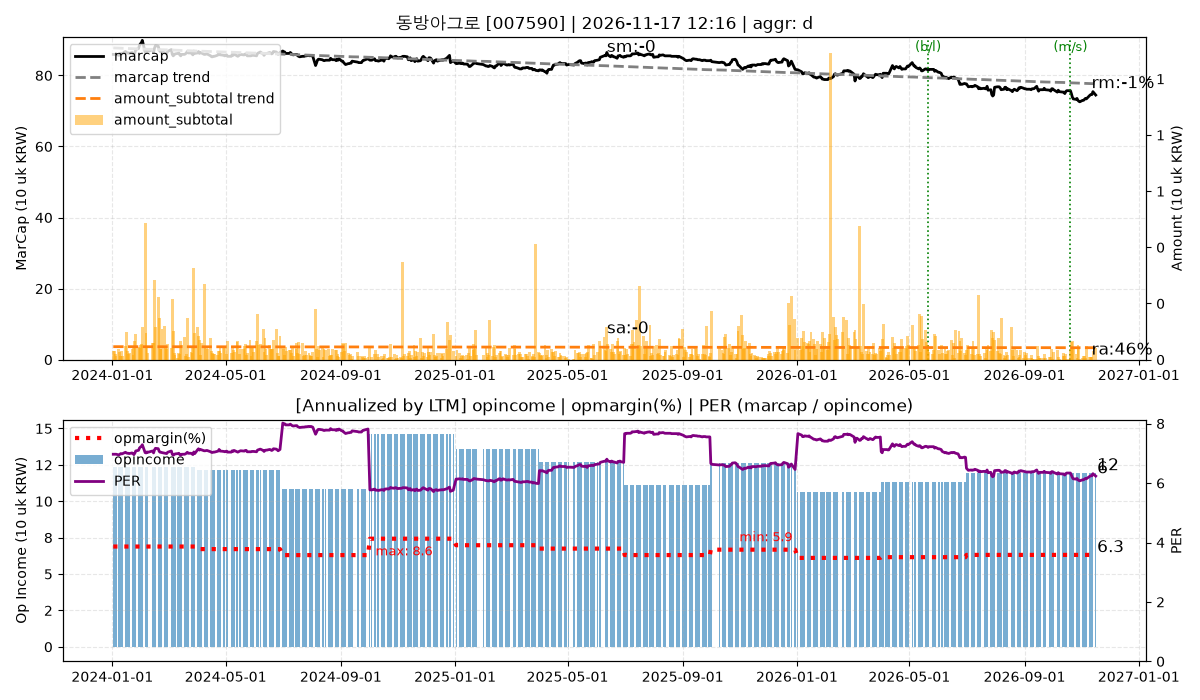 동방아그로 [007590] | 2026-11-17 12:16 | aggr: d
sm:-0
(b/l)
(m/s)
marcap
marcap trend
amount_subtotal trend
amount_subtotal
rm:-1%
sa:-0
ra:46%
MarCap (10 uk KRW)
80
60
40
20
0
Amount (10 uk KRW)
1
1
1
0
0
0
2024-01-01
2024-05-01
2024-09-01
2025-01-01
2025-05-01
2025-09-01
2026-01-01
2026-05-01
2026-09-01
2027-01-01
[Annualized by LTM] opincome | opmargin(%) | PER (marcap / opincome)
opmargin(%)
opincome
PER
12
6
6.3
max: 8.6
min: 5.9
Op Income (10 uk KRW)
15
12
10
8
5
2
0
PER
8
6
4
2
0
2024-01-01
2024-05-01
2024-09-01
2025-01-01
2025-05-01
2025-09-01
2026-01-01
2026-05-01
2026-09-01
2027-01-01